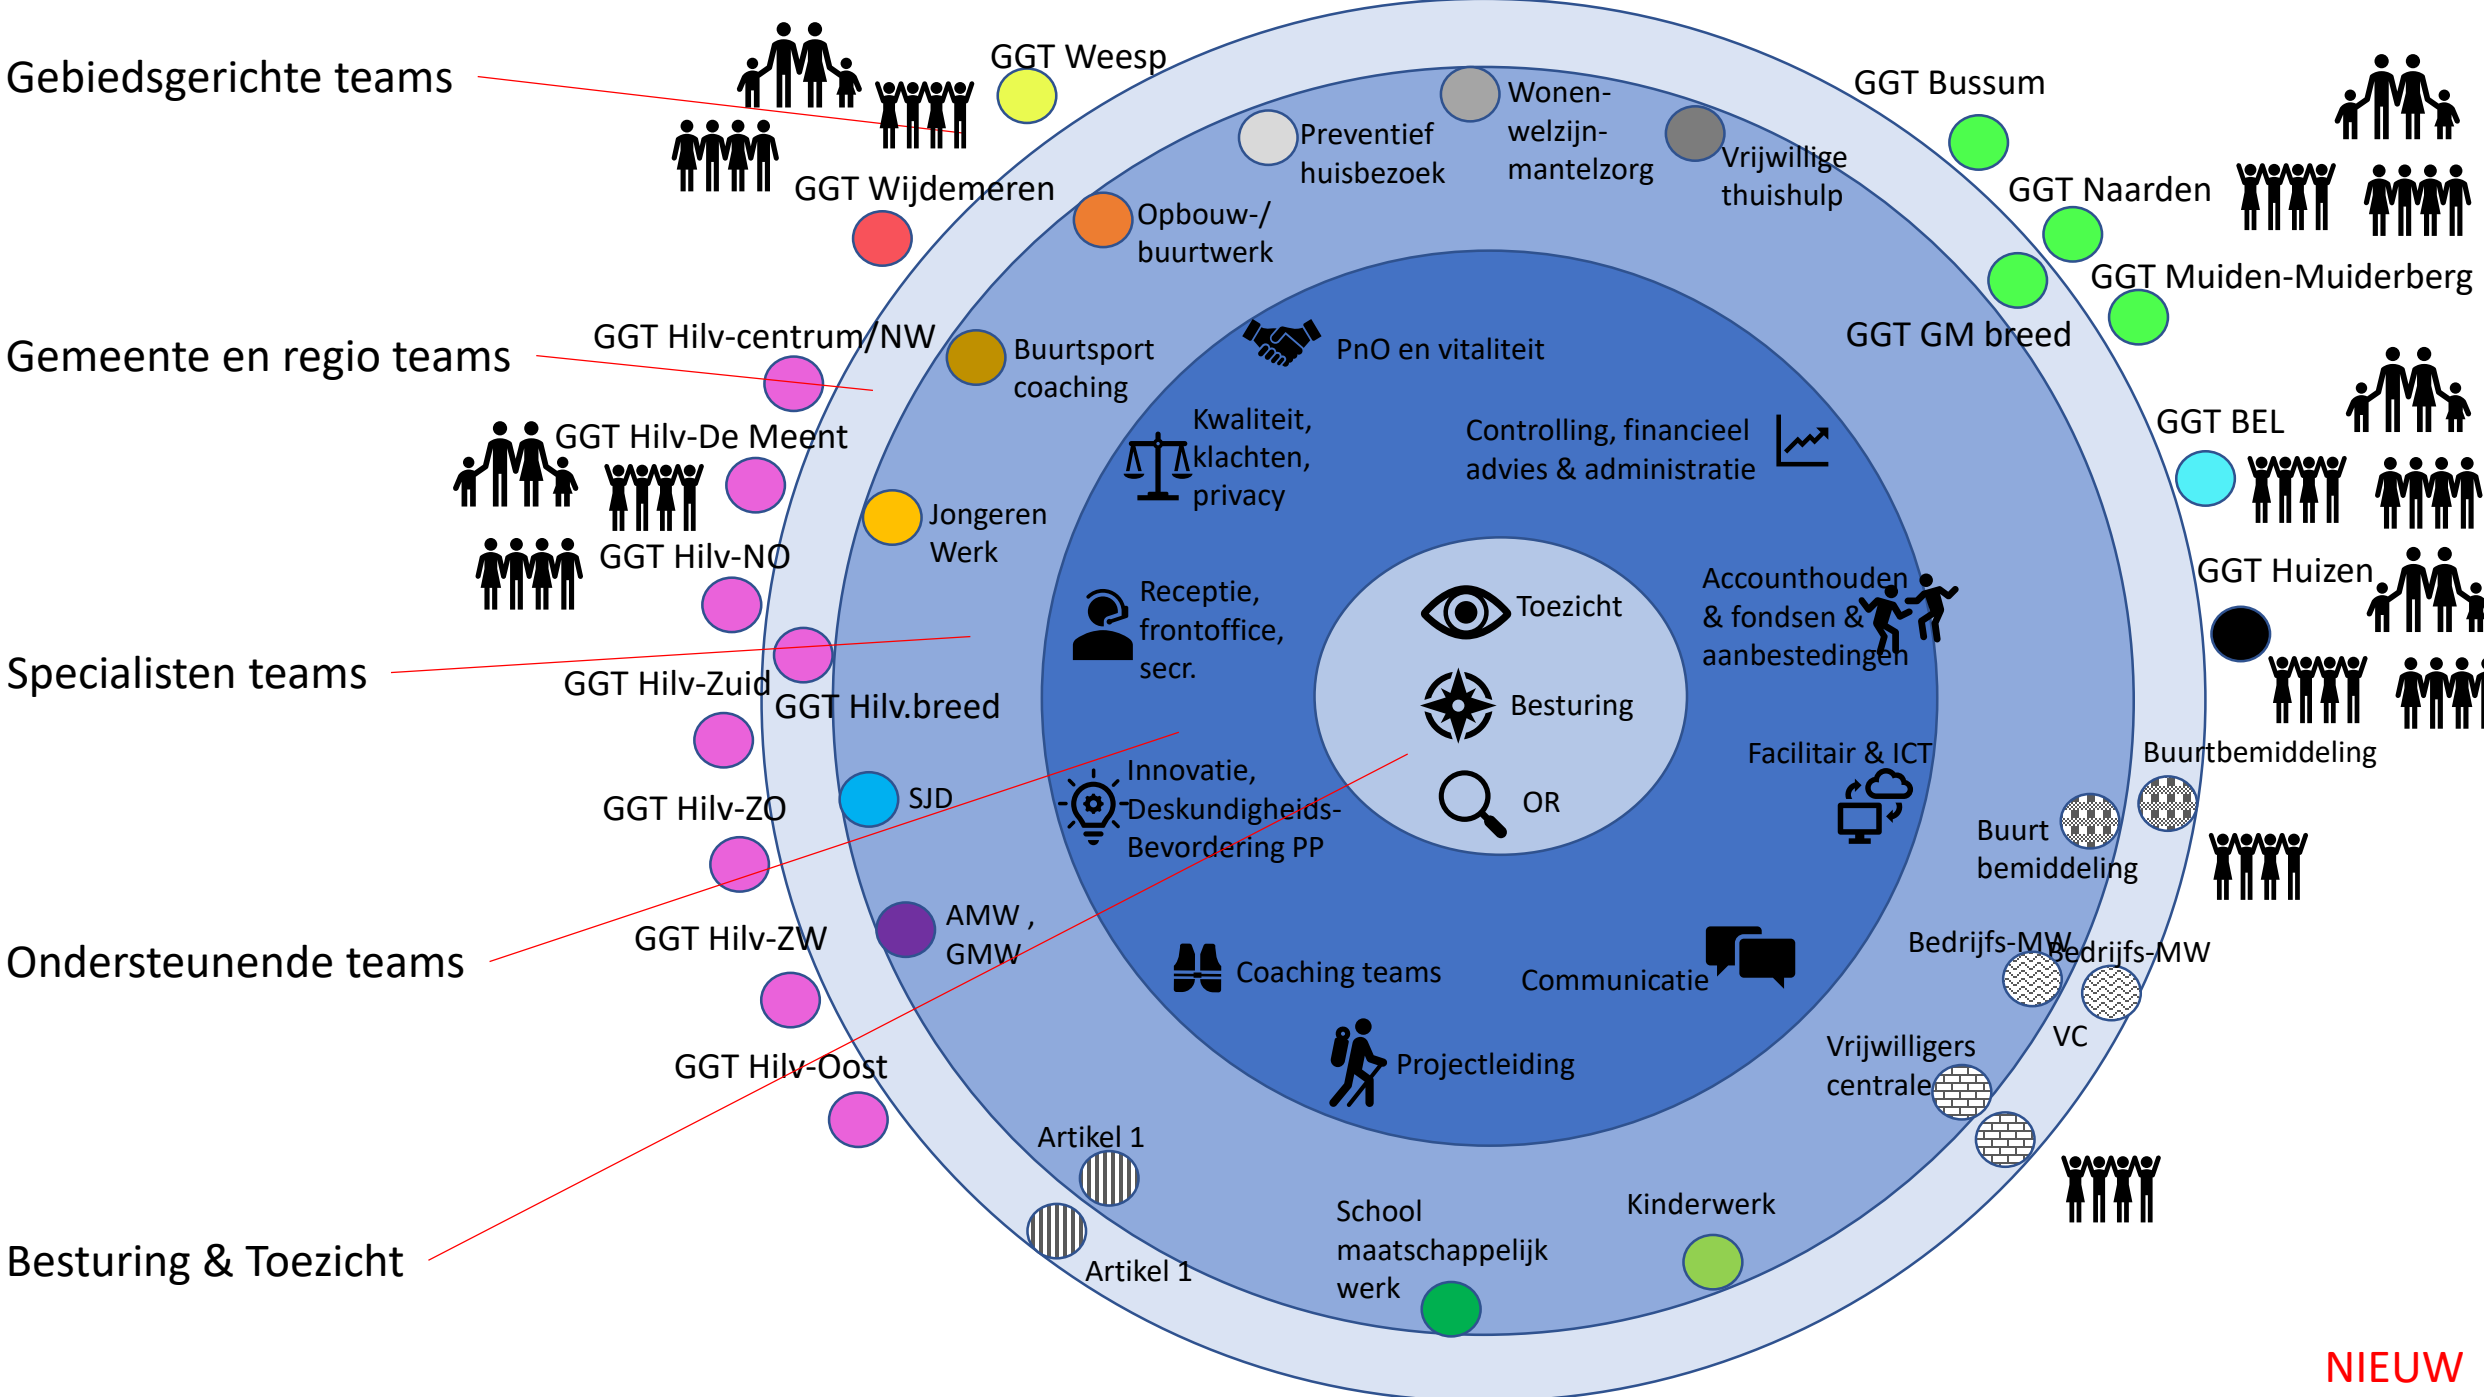 Gebiedsgerichte teams
Gemeente en regio teams
Specialisten teams
Ondersteunende teams
Besturing & Toezicht
GGT Weesp
GGT Wijdemeren
GGT Hilv-centrum/NW
GGT Hilv-De Meent
GGT Hilv-NO
GGT Hilv-Zuid
GGT Hilv.breed
GGT Hilv-ZO
GGT Hilv-ZW
GGT Hilv-Oost
GGT Bussum
GGT Naarden
GGT Muiden-Muiderberg
GGT GM breed
GGT BEL
GGT Huizen
Buurtbemiddeling
Preventief
huisbezoek
Wonen-
welzijn-
mantelzorg
Vrijwillige
thuishulp
Opbouw-/
buurtwerk
Buurtsport
coaching
Jongeren
Werk
SJD
AMW ,
GMW
Artikel 1
Artikel 1
School
maatschappelijk
werk
Kinderwerk
Vrijwilligers
centrale
VC
Bedrijfs-MW
Bedrijfs-MW
Buurt
bemiddeling
PnO en vitaliteit
Kwaliteit,
klachten,
privacy
Controlling, financieel
advies & administratie
Receptie,
frontoffice,
secr.
Accounthouden
& fondsen &
aanbestedingen
Innovatie,
Deskundigheids-
Bevordering PP
Facilitair & ICT
Coaching teams
Communicatie
Projectleiding
Toezicht
Besturing
OR
NIEUW